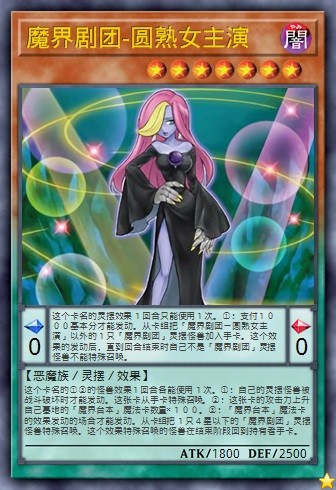 魔界剧团-圆熟女主演
闇
这个卡名的灵摆效果1回合只能使用1次。①：支付10
00基本分才能发动。从卡组把「魔界剧团－圆熟女主
演」以外的1只「魔界剧团」灵摆怪兽加入手卡。这个效
果的发动后，直到回合结束时自己不是「魔界剧团」灵摆
怪兽不能特殊召唤。
0
0
【恶魔族／灵摆／效果】
这个卡名的①②的怪兽效果1回合各能使用1次。①：自己的灵摆怪兽被
战斗破坏时才能发动。这张卡从手卡特殊召唤。②：这张卡的攻击力上升
自己墓地的「魔界台本」魔法卡数量×100。③：「魔界台本」魔法卡
的效果发动的场合才能发动。从卡组把1只4星以下的「魔界剧团」灵摆
怪兽特殊召唤。这个效果特殊召唤的怪兽在结束阶段回到持有者手卡。
ATK/1800 DEF/2500